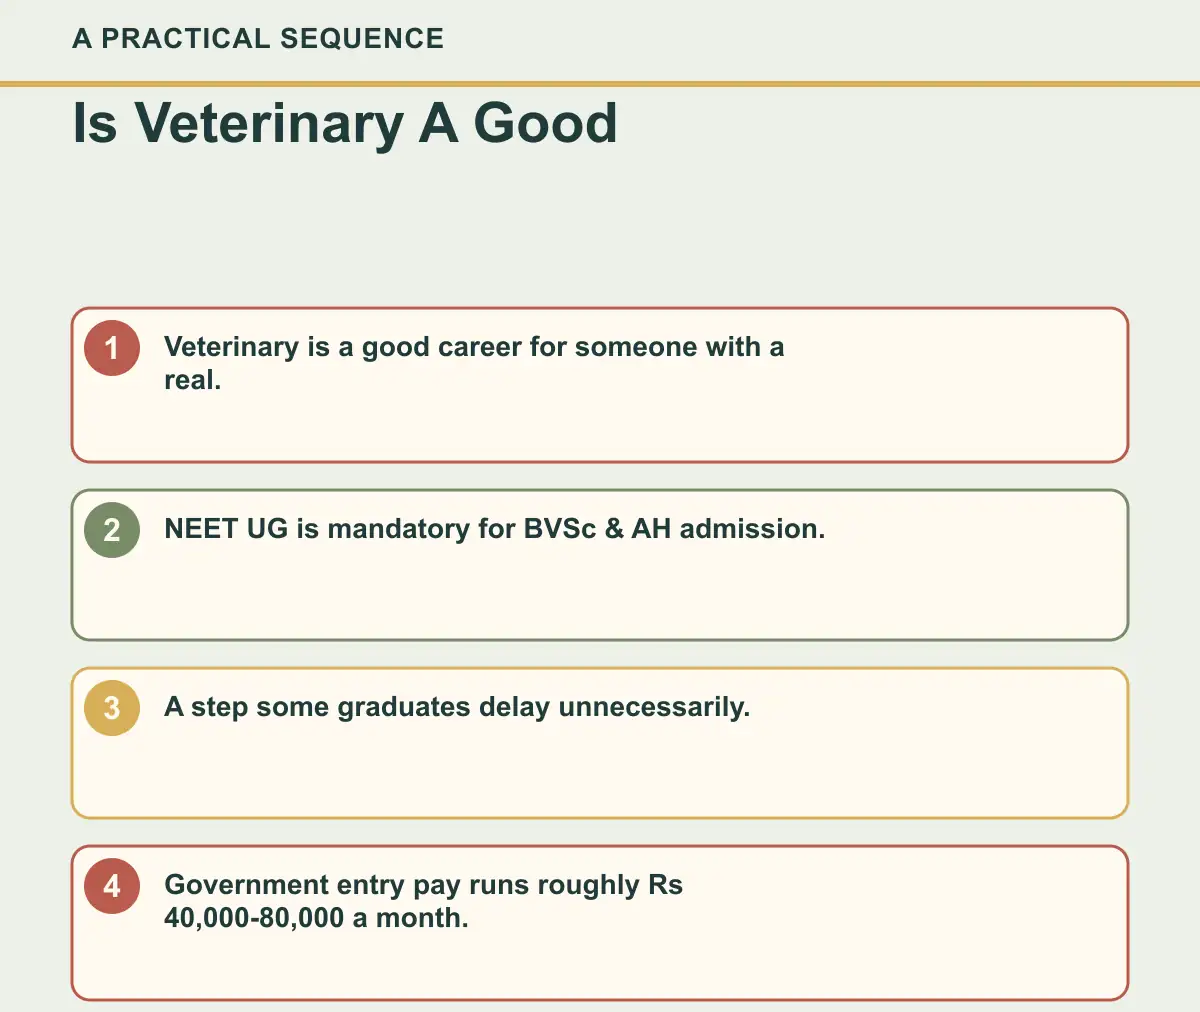 A PRACTICAL SEQUENCE
Is Veterinary A Good
1
Veterinary is a good career for someone with a
real.
2
NEET UG is mandatory for BVSc & AH admission.
3
A step some graduates delay unnecessarily.
4
Government entry pay runs roughly Rs
40,000-80,000 a month.